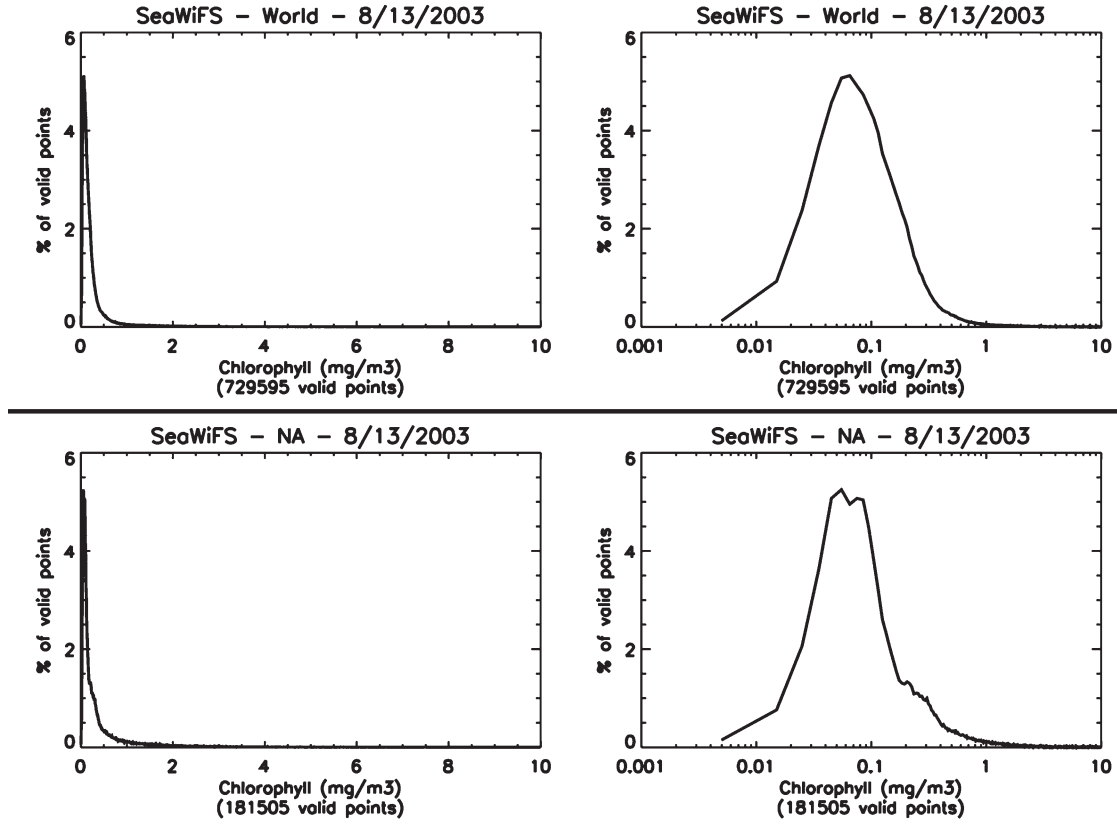 SeaWiFS - World - 8/13/2003
% of valid points
6
4
2
0
0 2 4 6 8 10
Chlorophyll (mg/m3)
(729595 valid points)
SeaWiFS - World - 8/13/2003
% of valid points
6
4
2
0
0.001 0.01 0.1 1 10
Chlorophyll (mg/m3)
(729595 valid points)
SeaWiFS - NA - 8/13/2003
% of valid points
6
4
2
0
0 2 4 6 8 10
Chlorophyll (mg/m3)
(181505 valid points)
SeaWiFS - NA - 8/13/2003
% of valid points
6
4
2
0
0.001 0.01 0.1 1 10
Chlorophyll (mg/m3)
(181505 valid points)